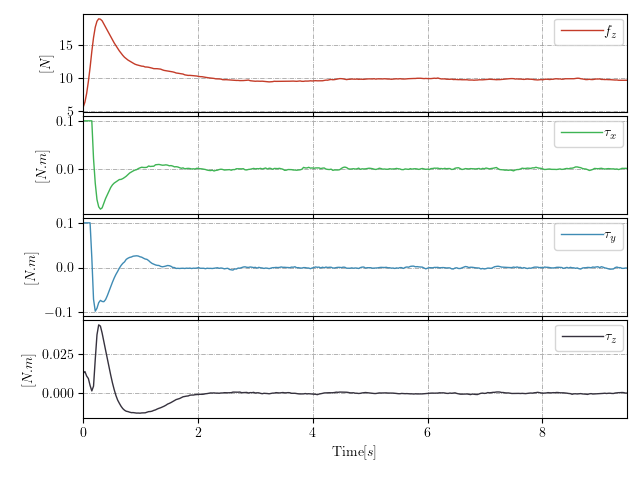 [N]
15
10
5
f_z
[N.m]
0.1
0.0
τ_x
[N.m]
0.1
0.0
−0.1
τ_y
[N.m]
0.025
0.000
τ_z
0 2 4 6 8
Time[s]